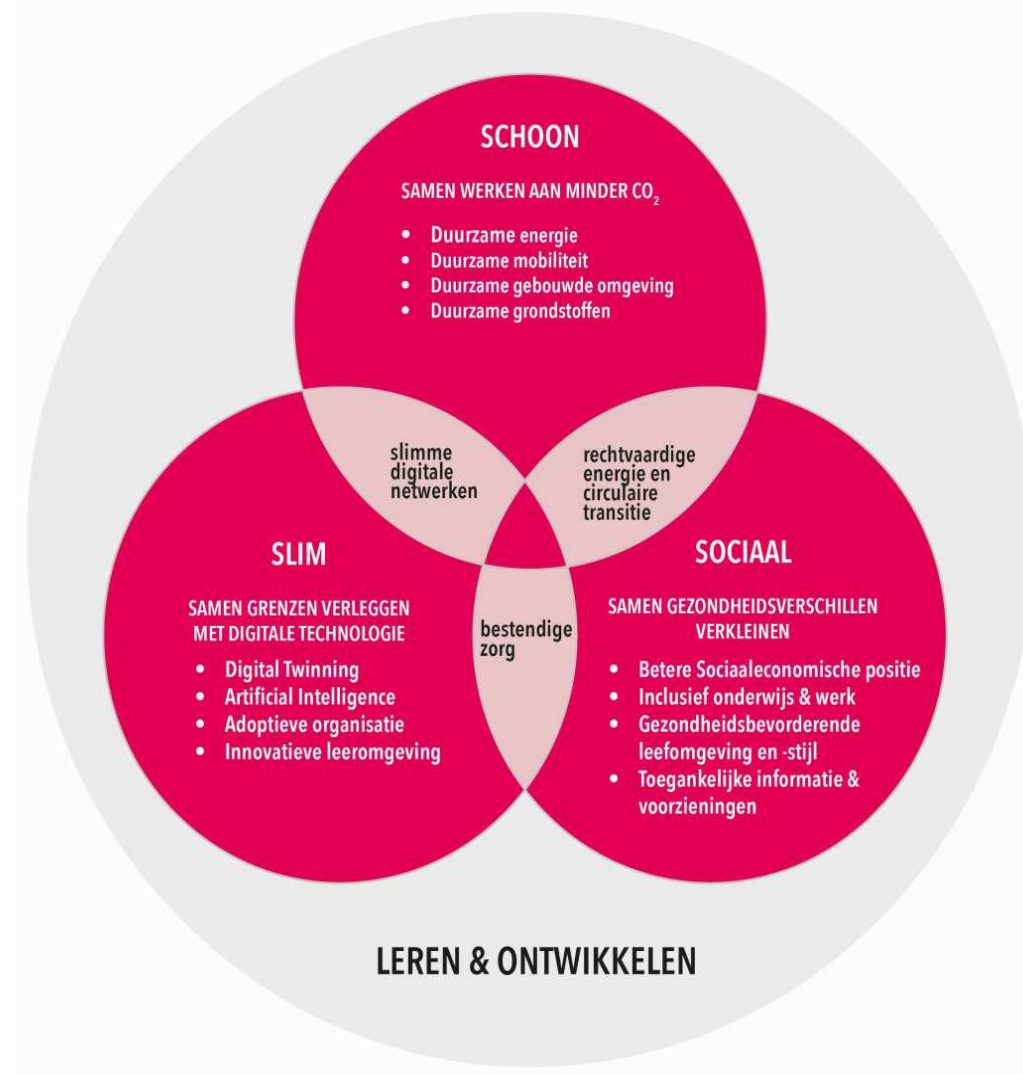 SCHOON
SAMEN WERKEN AAN MINDER CO₂
• Duurzame energie
• Duurzame mobiliteit
• Duurzame gebouwde omgeving
• Duurzame grondstoffen
slimme
digitale
netwerken
rechtvaardige
energie en
circulaire
transitie
SLIM
SAMEN GRENZEN VERLEGGEN
MET DIGITALE TECHNOLOGIE
• Digital Twinning
• Artificial Intelligence
• Adoptieve organisatie
• Innovatieve leeromgeving
bestendige
zorg
SOCIAAL
SAMEN GEZONDHEIDSVERSCHILLEN
VERKLEINEN
• Betere Sociaaleconomische positie
• Inclusief onderwijs & werk
• Gezondheidsbevorderende
leefomgeving en -stijl
• Toegankelijke informatie &
voorzieningen
LEREN & ONTWIKKELEN